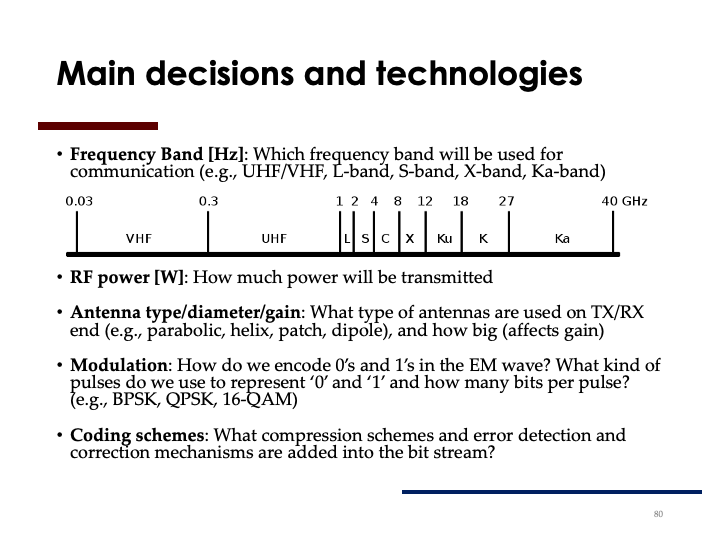 Main decisions and technologies
• Frequency Band [Hz]: Which frequency band will be used for
communication (e.g., UHF/VHF, L-band, S-band, X-band, Ka-band)
0.03 0.3 1 2 4 8 12 18 27 40 GHz
VHF UHF L S C X Ku K Ka
• RF power [W]: How much power will be transmitted
• Antenna type/diameter/gain: What type of antennas are used on TX/RX
end (e.g., parabolic, helix, patch, dipole), and how big (affects gain)
• Modulation: How do we encode 0’s and 1’s in the EM wave? What kind of
pulses do we use to represent ‘0’ and ‘1’ and how many bits per pulse?
(e.g., BPSK, QPSK, 16-QAM)
• Coding schemes: What compression schemes and error detection and
correction mechanisms are added into the bit stream?
80